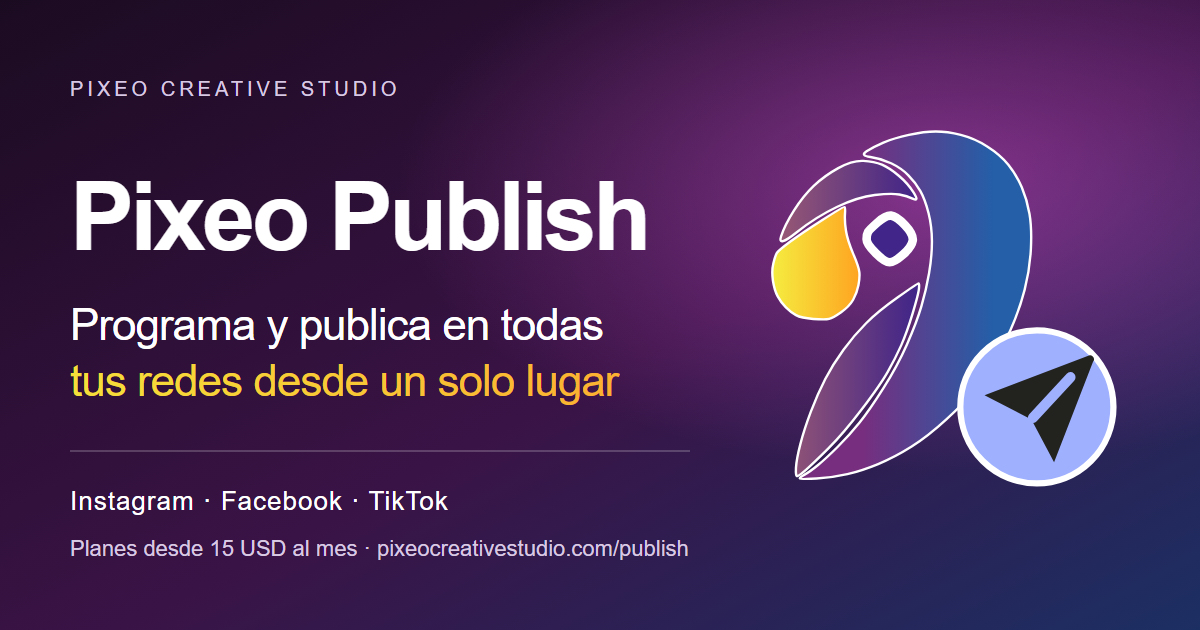 PIXEO CREATIVE STUDIO
Pixeo Publish
Programa y publica en todas
tus redes desde un solo lugar
Instagram · Facebook · TikTok
Planes desde 15 USD al mes · pixeocreativestudio.com/publish